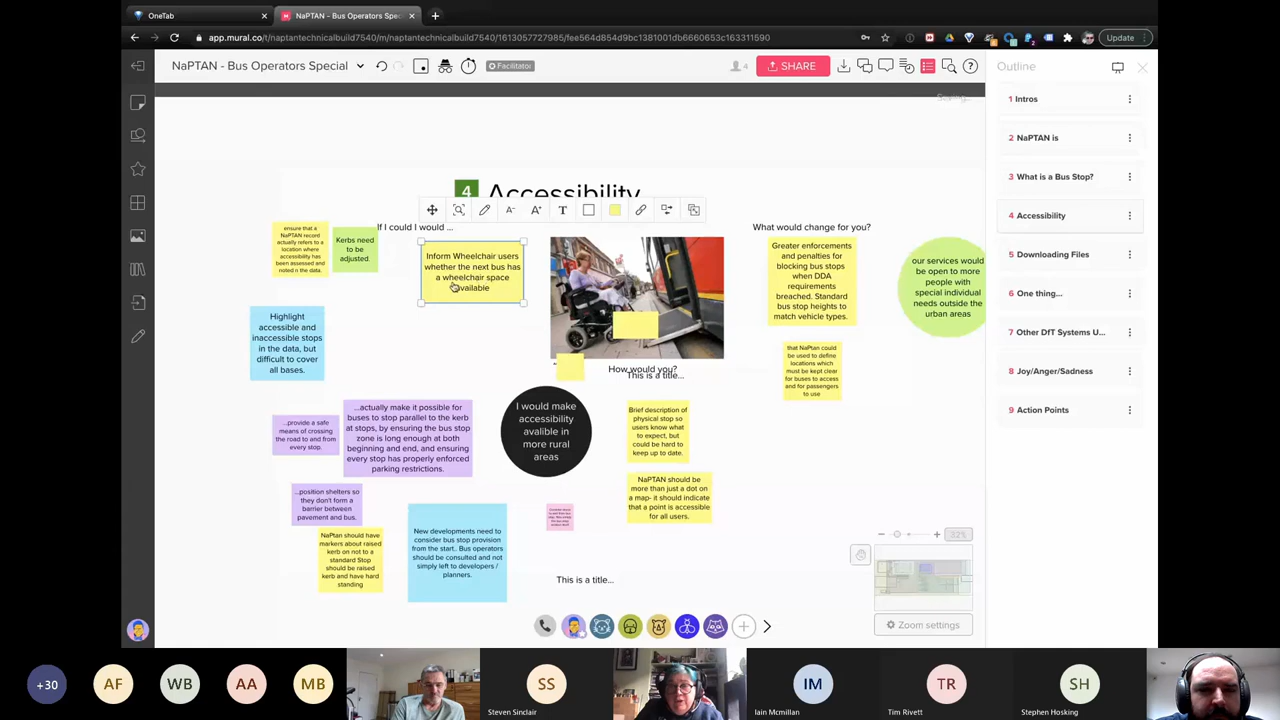 OneTab
NaPTAN - Bus Operators Spec
app.mural.co/t/naptantechnicalbuild7540/m/naptantechnicalbuild7540/1613057727985/fee564d854d9bc1381001db6660653c163311590
Update
NaPTAN - Bus Operators Special
Facilitator
4
SHARE
Outline
Saving...
1 Intros
2 NaPTAN is
3 What is a Bus Stop?
4 Accessibility
5 Downloading Files
6 One thing...
7 Other DfT Systems U...
8 Joy/Anger/Sadness
9 Action Points
4 Accessibility
If I could I would ...
What would change for you?
ensure that a
NaPTAN record
actually refers to a
location where
accessibility has
been assessed and
noted n the data.
Kerbs need
to be
adjusted.
Inform Wheelchair users
whether the next bus has
a wheelchair space
available
Greater enforcements
and penalties for
blocking bus stops
when DDA
requirements
breached. Standard
bus stop heights to
match vehicle types.
our services would
be open to more
people with
special individual
needs outside the
urban areas
Highlight
accessible and
inaccessible stops
in the data, but
difficult to cover
all bases.
that NaPtan could
be used to define
locations which
must be kept clear
for buses to access
and for passengers
to use
How would you?
This is a title...
...provide a safe
means of crossing
the road to and from
every stop.
...actually make it possible for
buses to stop parallel to the kerb
at stops, by ensuring the bus stop
zone is long enough at both
beginning and end, and ensuring
every stop has properly enforced
parking restrictions.
I would make
accessibility
avalible in
more rural
areas
Brief description of
physical stop so
users know what
to expect, but
could be hard to
keep up to date.
NaPTAN should be
more than just a dot on
a map- it should indicate
that a point is accessible
for all users.
...position shelters so
they don't form a
barrier between
pavement and bus.
NaPtan should have
markers about raised
kerb on not to a
standard Stop
should be raised
kerb and have hard
standing
New developments need to
consider bus stop provision
from the start.. Bus operators
should be consulted and not
simply left to developers /
planners.
This is a title...
32%
Zoom settings
+30
AF
WB
AA
MB
SS
Steven Sinclair
IM
Iain Mcmillan
TR
Tim Rivett
SH
Stephen Hosking